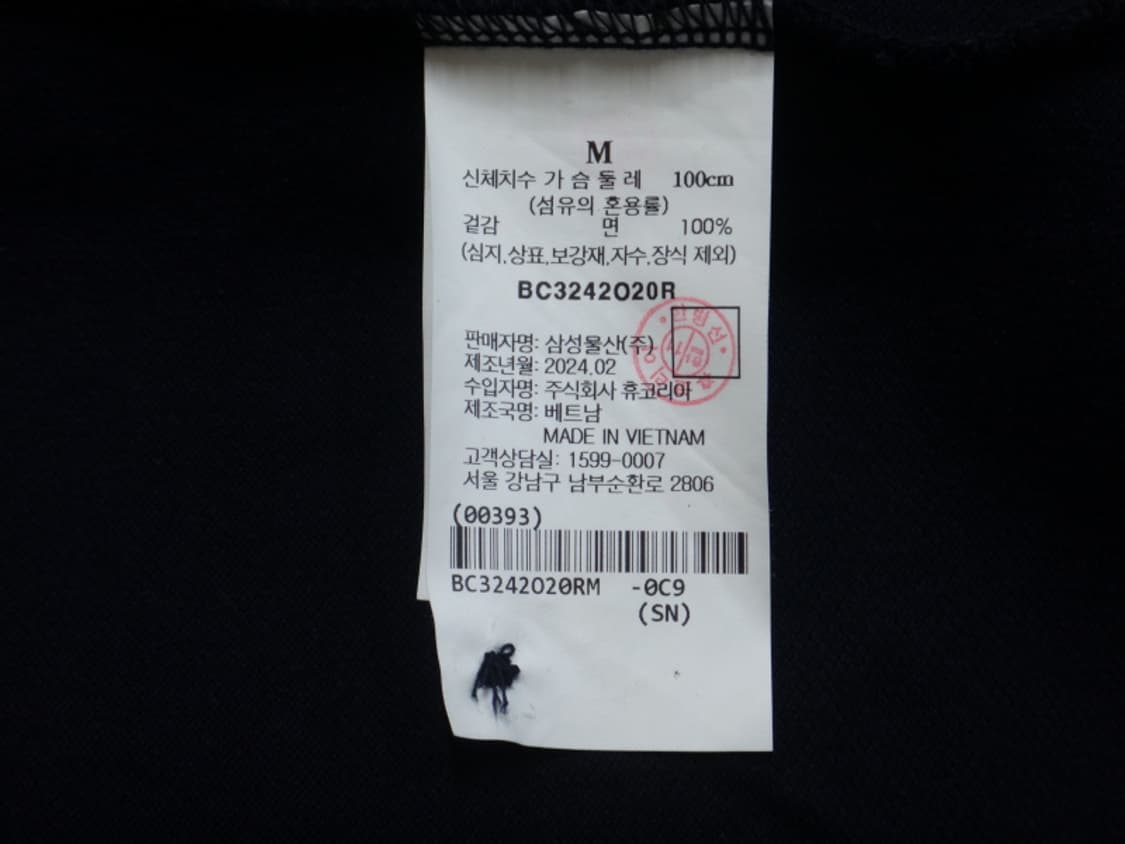 M
신체치수 가 슴 둘 레 100cm
(섬유의 혼용률)
겉감 면 100%
(심지,상표,보강재,자수,장식 제외)
BC3242O20R
판매자명: 삼성물산(주)
제조년월: 2024.02
수입자명: 주식회사 휴코리아
제조국명: 베트남
MADE IN VIETNAM
고객상담실: 1599-0007
서울 강남구 남부순환로 2806
(00393)
BC3242O20RM -0C9
(SN)